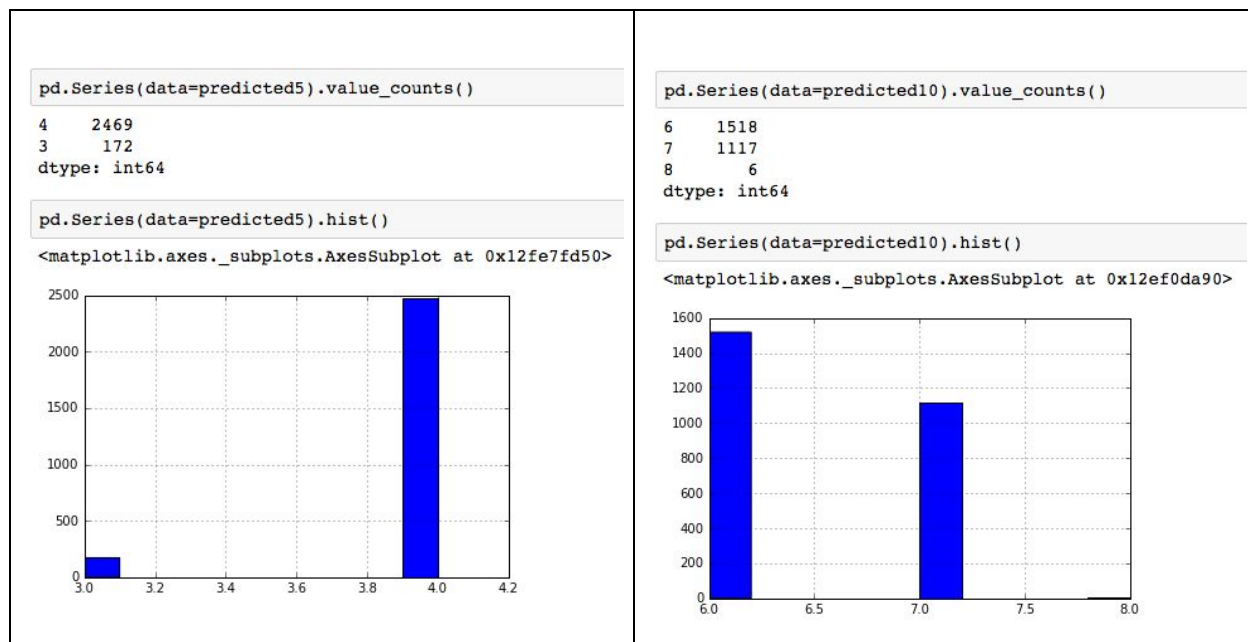 pd.Series(data=predicted5).value_counts()
4 2469
3 172
dtype: int64
pd.Series(data=predicted5).hist()
<matplotlib.axes._subplots.AxesSubplot at 0x12fe7fd50>
2500
2000
1500
1000
500
0
3.0 3.2 3.4 3.6 3.8 4.0 4.2
pd.Series(data=predicted10).value_counts()
6 1518
7 1117
8 6
dtype: int64
pd.Series(data=predicted10).hist()
<matplotlib.axes._subplots.AxesSubplot at 0x12ef0da90>
1600
1400
1200
1000
800
600
400
200
0
6.0 6.5 7.0 7.5 8.0